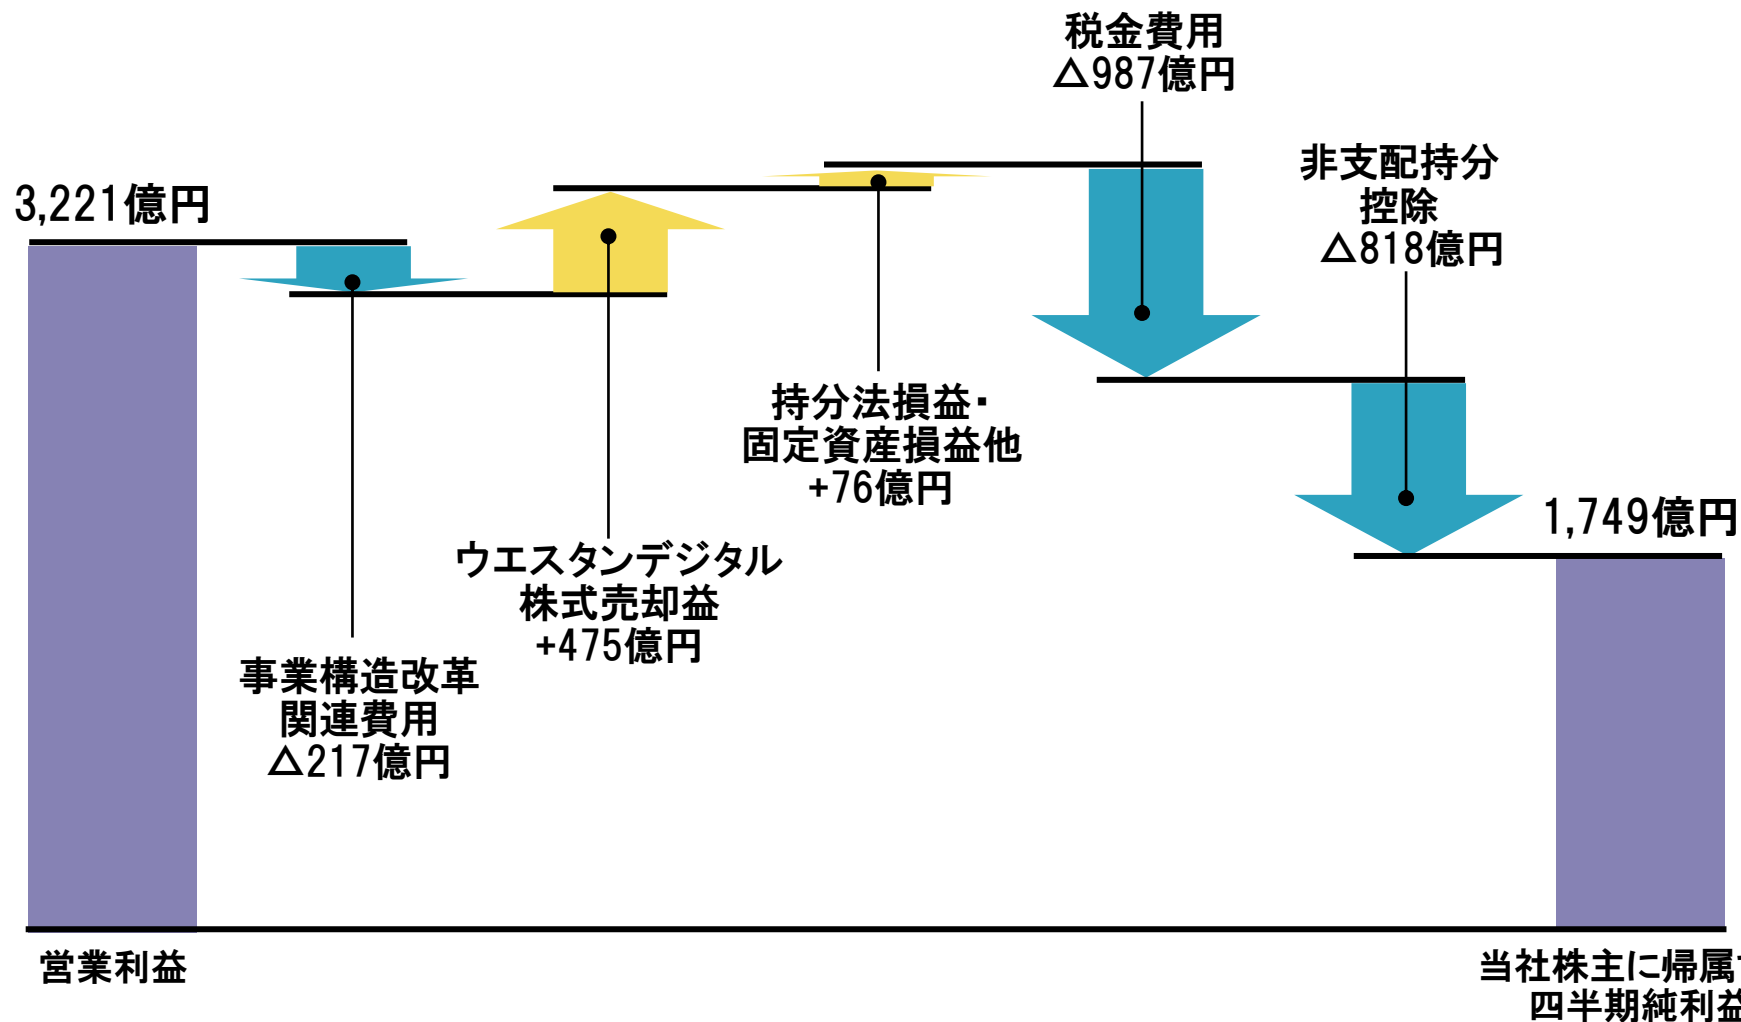 税金費用
△987億円
非支配持分
控除
△818億円
3,221億円
持分法損益・
固定資産損益他
+76億円
1,749億円
ウエスタンデジタル
株式売却益
+475億円
事業構造改革
関連費用
△217億円
営業利益
当社株主に帰属
四半期純利益